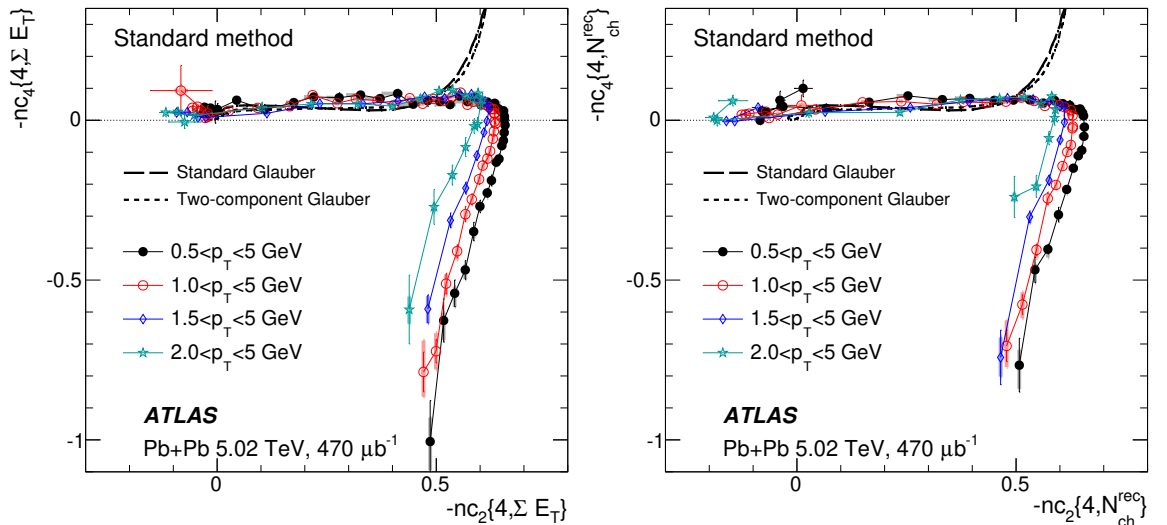 -nc4{4,Σ ET}
Standard method
0
-0.5
-1
Standard Glauber
Two-component Glauber
0.5<pT<5 GeV
1.0<pT<5 GeV
1.5<pT<5 GeV
2.0<pT<5 GeV
ATLAS
Pb+Pb 5.02 TeV, 470 μb-1
0 0.5
-nc2{4,Σ ET}
-nc4{4,Nchrec}
Standard method
0
-0.5
-1
Standard Glauber
Two-component Glauber
0.5<pT<5 GeV
1.0<pT<5 GeV
1.5<pT<5 GeV
2.0<pT<5 GeV
ATLAS
Pb+Pb 5.02 TeV, 470 μb-1
0 0.5
-nc2{4,Nchrec}